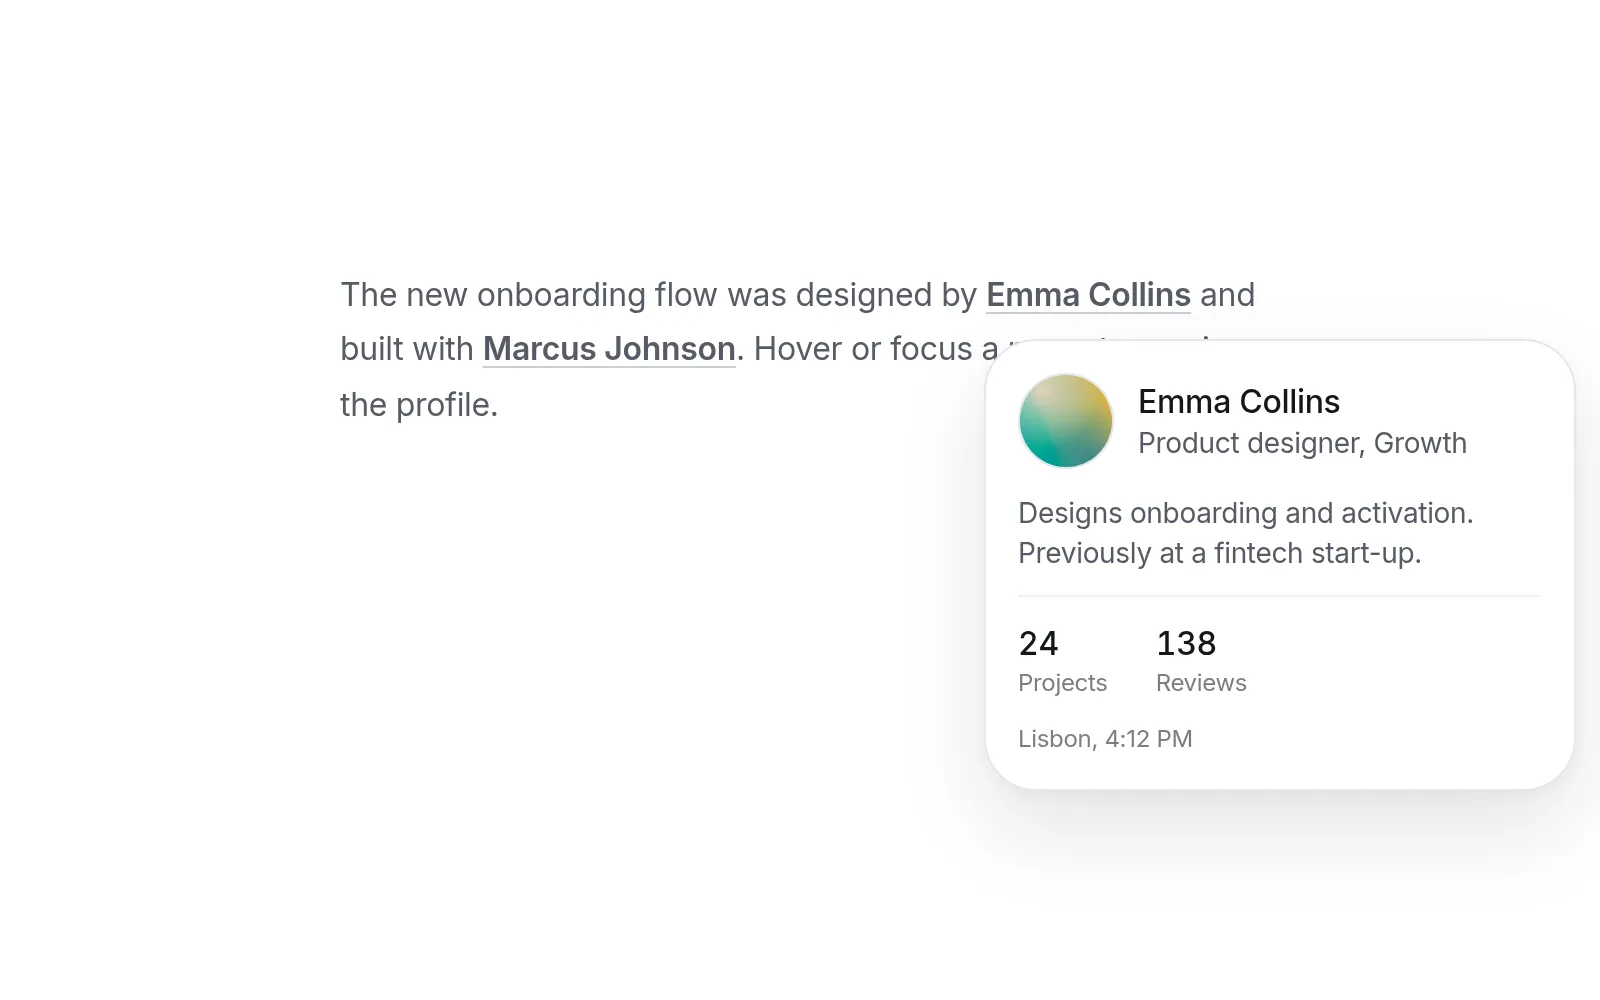 The new onboarding flow was designed by Emma Collins and
built with Marcus Johnson. Hover or focus a
the profile.
Emma Collins
Product designer, Growth
Designs onboarding and activation.
Previously at a fintech start-up.
24 138
Projects Reviews
Lisbon, 4:12 PM